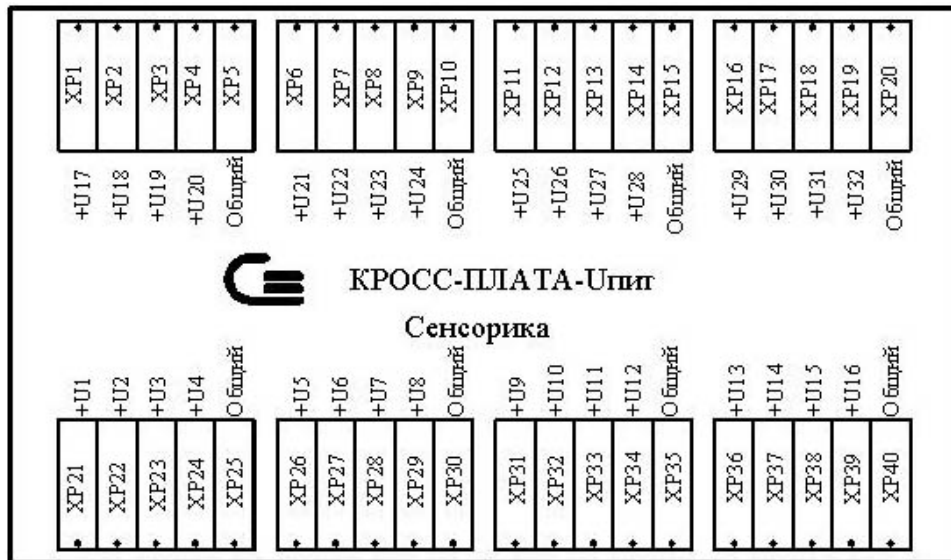 XP1 XP2 XP3 XP4 XP5 XP6 XP7 XP8 XP9 XP10 XP11 XP12 XP13 XP14 XP15 XP16 XP17 XP18 XP19 XP20
+U17 +U18 +U19 +U20 Общий +U21 +U22 +U23 +U24 Общий +U25 +U26 +U27 +U28 Общий +U29 +U30 +U31 +U32 Общий
КРОСС-ПЛАТА-Uпит
Сенсорика
+U1 +U2 +U3 +U4 Общий +U5 +U6 +U7 +U8 Общий +U9 +U10 +U11 +U12 Общий +U13 +U14 +U15 +U16 Общий
XP21 XP22 XP23 XP24 XP25 XP26 XP27 XP28 XP29 XP30 XP31 XP32 XP33 XP34 XP35 XP36 XP37 XP38 XP39 XP40